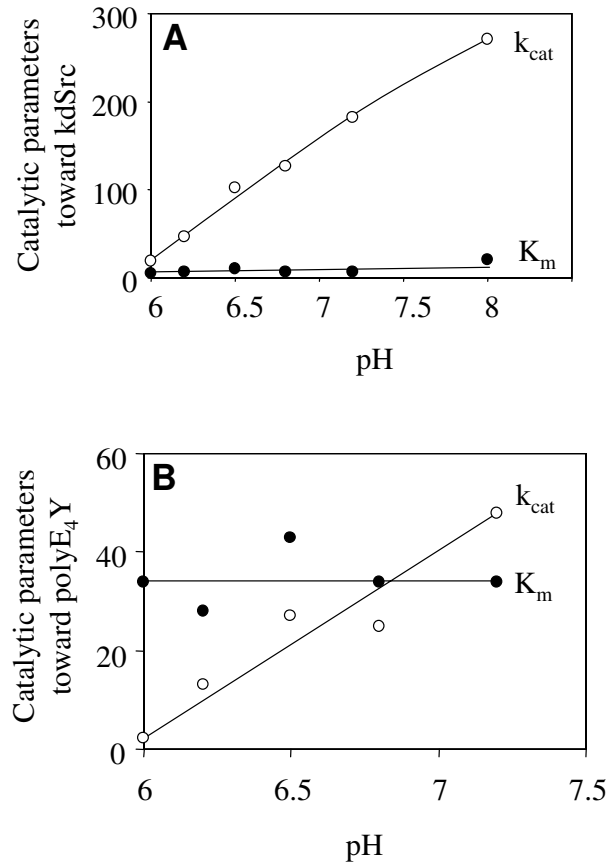 A
Catalytic parameters
toward kdSrc
300
200
100
0
k_cat
K_m
6
6.5
7
7.5
8
pH
B
Catalytic parameters
toward polyE₄Y
60
40
20
0
k_cat
K_m
6
6.5
7
7.5
pH